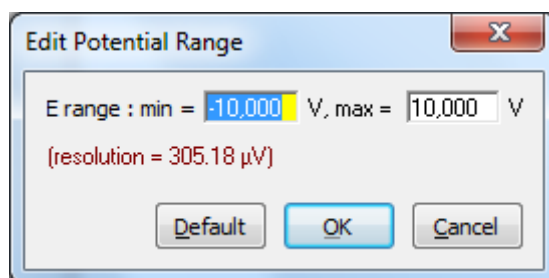 Edit Potential Range
E range : min = -10,000 V, max = 10,000 V
(resolution = 305.18 µV)
Default OK Cancel